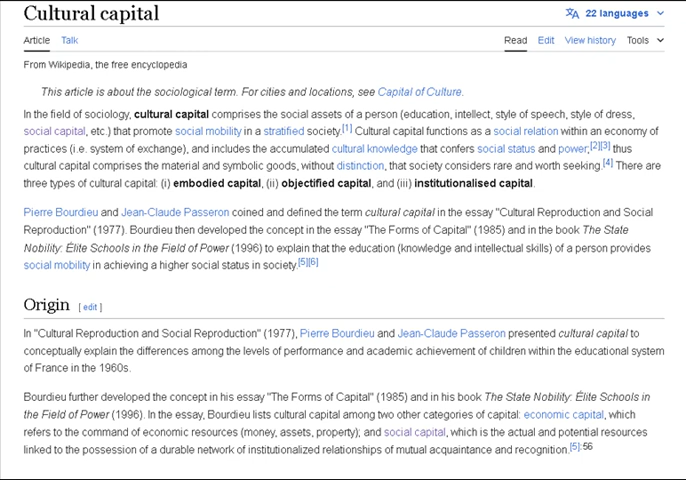 Cultural capital
22 languages
Article Talk Read Edit View history Tools
From Wikipedia, the free encyclopedia
This article is about the sociological term. For cities and locations, see Capital of Culture.
In the field of sociology, cultural capital comprises the social assets of a person (education, intellect, style of speech, style of dress,
social capital, etc.) that promote social mobility in a stratified society.[1] Cultural capital functions as a social relation within an economy of
practices (i.e. system of exchange), and includes the accumulated cultural knowledge that confers social status and power;[2][3] thus
cultural capital comprises the material and symbolic goods, without distinction, that society considers rare and worth seeking.[4] There are
three types of cultural capital: (i) embodied capital, (ii) objectified capital, and (iii) institutionalised capital.
Pierre Bourdieu and Jean-Claude Passeron coined and defined the term cultural capital in the essay "Cultural Reproduction and Social
Reproduction" (1977). Bourdieu then developed the concept in the essay "The Forms of Capital" (1985) and in the book The State
Nobility: Élite Schools in the Field of Power (1996) to explain that the education (knowledge and intellectual skills) of a person provides
social mobility in achieving a higher social status in society.[5][6]
Origin [ edit ]
In "Cultural Reproduction and Social Reproduction" (1977), Pierre Bourdieu and Jean-Claude Passeron presented cultural capital to
conceptually explain the differences among the levels of performance and academic achievement of children within the educational system
of France in the 1960s.
Bourdieu further developed the concept in his essay "The Forms of Capital" (1985) and in his book The State Nobility: Élite Schools in
the Field of Power (1996). In the essay, Bourdieu lists cultural capital among two other categories of capital: economic capital, which
refers to the command of economic resources (money, assets, property); and social capital, which is the actual and potential resources
linked to the possession of a durable network of institutionalized relationships of mutual acquaintance and recognition.[5]:56